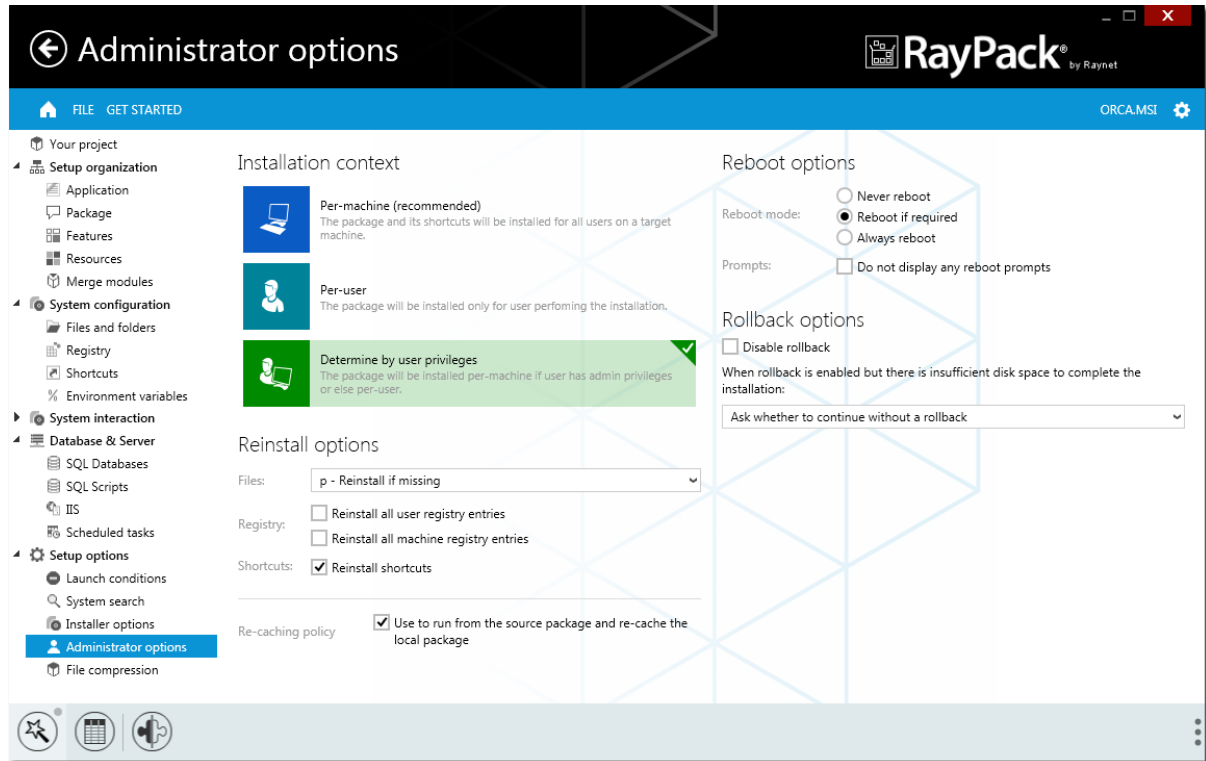 Administrator options
RayPack® by Raynet
FILE GET STARTED
ORCA.MSI
Your project
Setup organization
Application
Package
Features
Resources
Merge modules
System configuration
Files and folders
Registry
Shortcuts
Environment variables
System interaction
Database & Server
SQL Databases
SQL Scripts
IIS
Scheduled tasks
Setup options
Launch conditions
System search
Installer options
Administrator options
File compression
Installation context
Per-machine (recommended)
The package and its shortcuts will be installed for all users on a target
machine.
Per-user
The package will be installed only for user perfoming the installation.
Determine by user privileges
The package will be installed per-machine if user has admin privileges
or else per-user.
Reinstall options
Files: p - Reinstall if missing
Registry:
Reinstall all user registry entries
Reinstall all machine registry entries
Shortcuts: Reinstall shortcuts
Re-caching policy
Use to run from the source package and re-cache the
local package
Reboot options
Reboot mode:
Never reboot
Reboot if required
Always reboot
Prompts: Do not display any reboot prompts
Rollback options
Disable rollback
When rollback is enabled but there is insufficient disk space to complete the
installation:
Ask whether to continue without a rollback